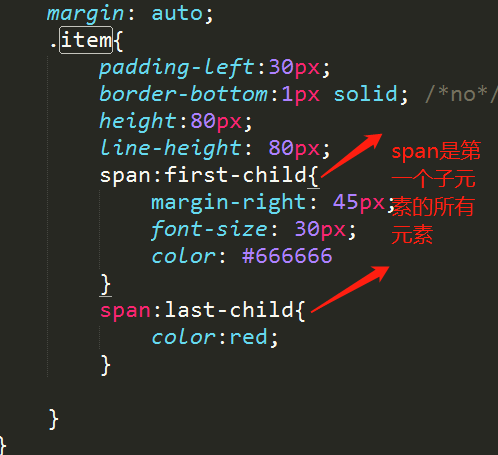 margin: auto;
.item{
padding-left:30px;
border-bottom:1px solid; /*no*/
height:80px;
line-height: 80px;
span:first-child{
margin-right: 45px;
font-size: 30px;
color: #666666
}
span:last-child{
color:red;
}
}
}
span是第
一个子元
素的所有
元素